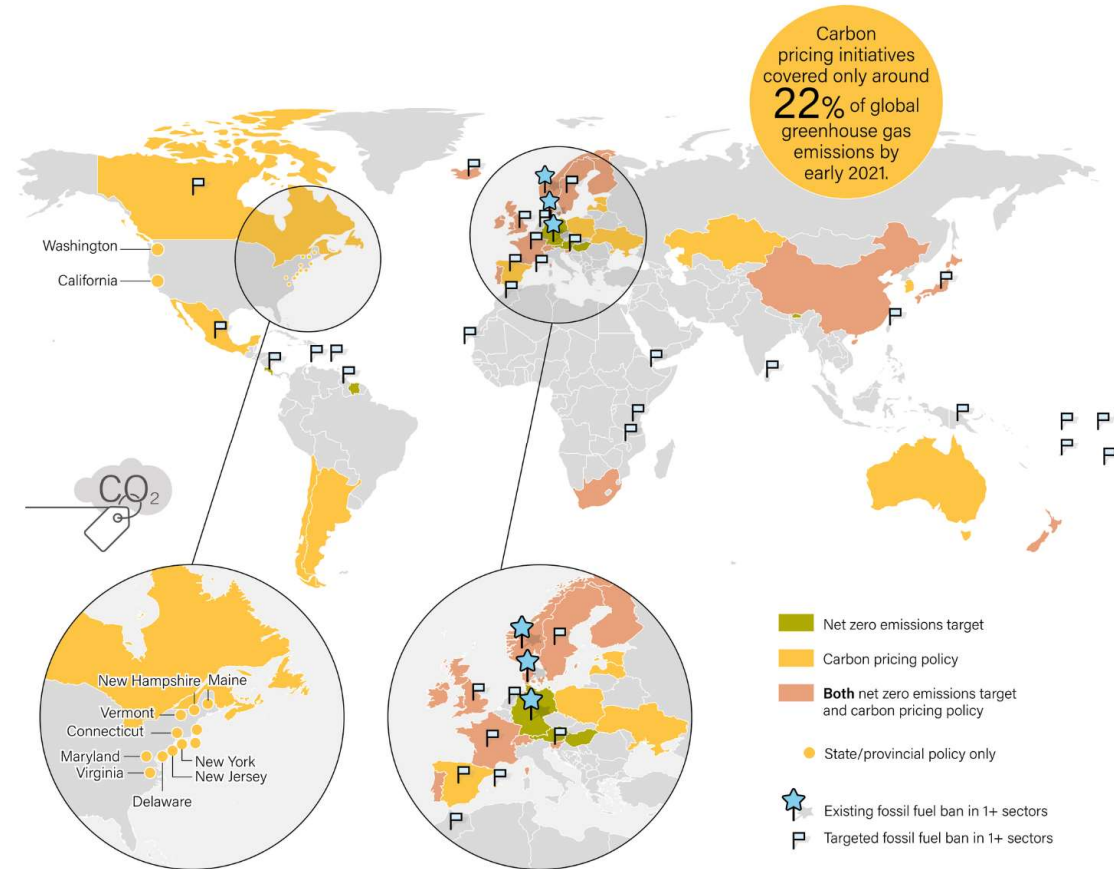 Carbon
pricing initiatives
covered only around
22% of global
greenhouse gas
emissions by
early 2021.
Washington
California
CO₂
New Hampshire
Maine
Vermont
Connecticut
Maryland
Virginia
New York
New Jersey
Delaware
Net zero emissions target
Carbon pricing policy
Both net zero emissions target
and carbon pricing policy
State/provincial policy only
Existing fossil fuel ban in 1+ sectors
Targeted fossil fuel ban in 1+ sectors